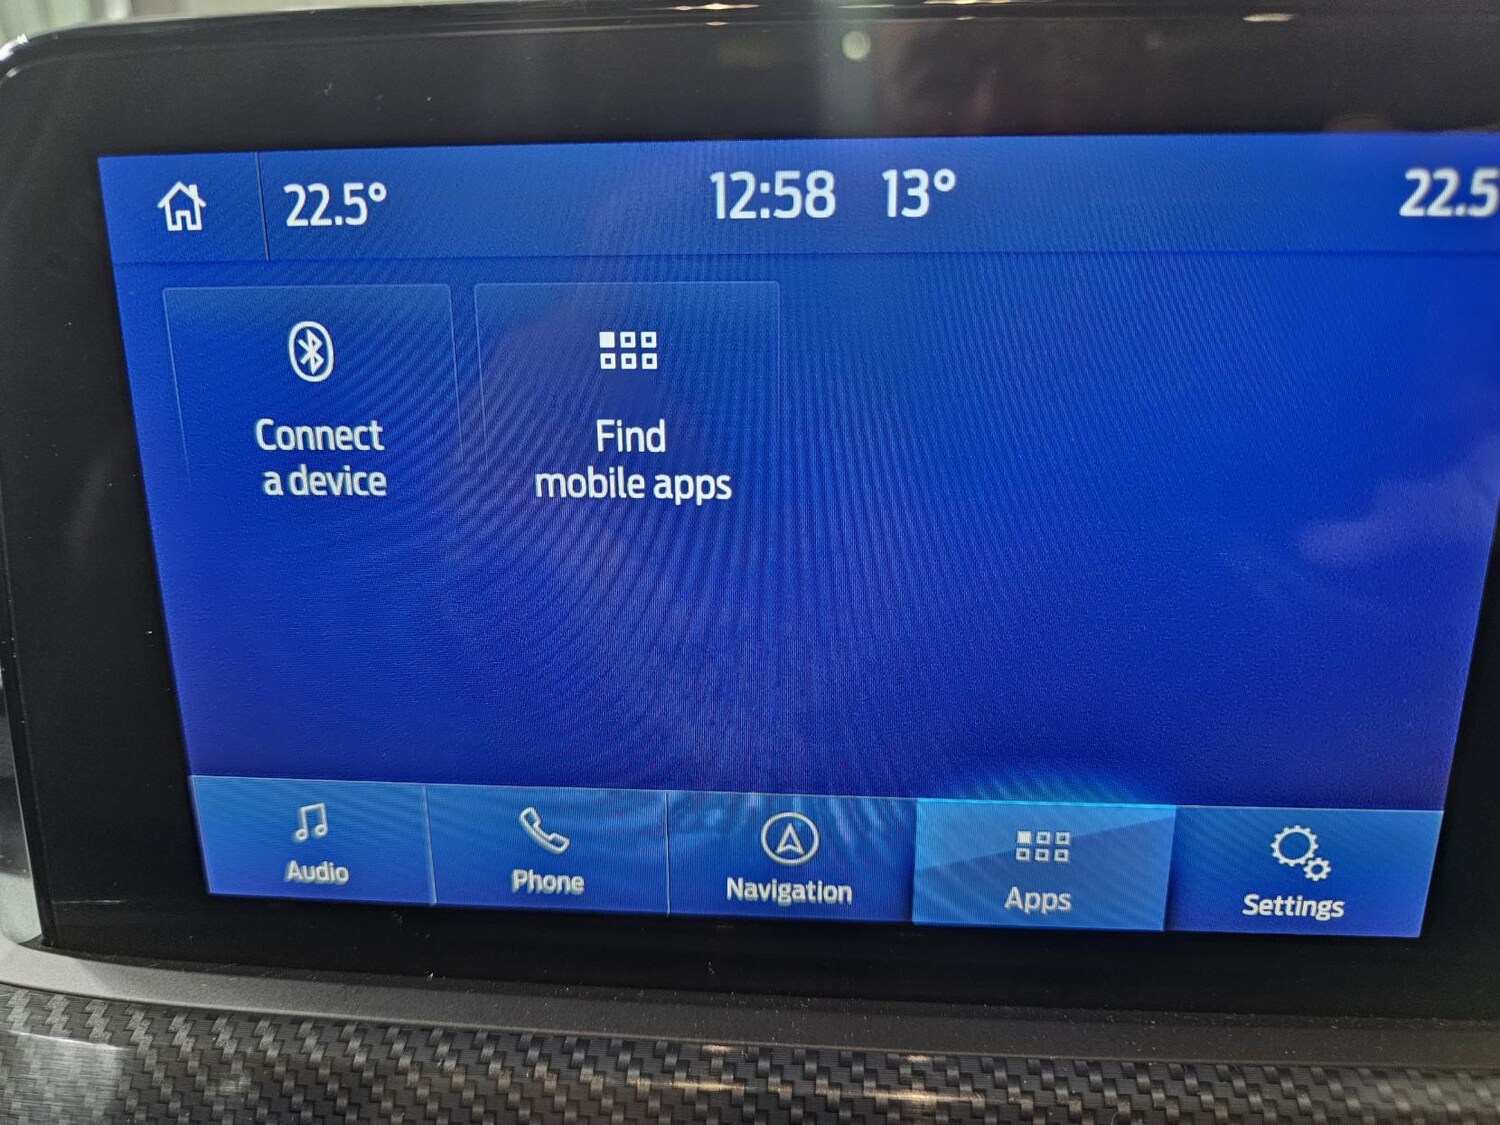 22.5° 12:58 13° 22.5
Connect
a device
Find
mobile apps
Audio Phone Navigation Apps Settings